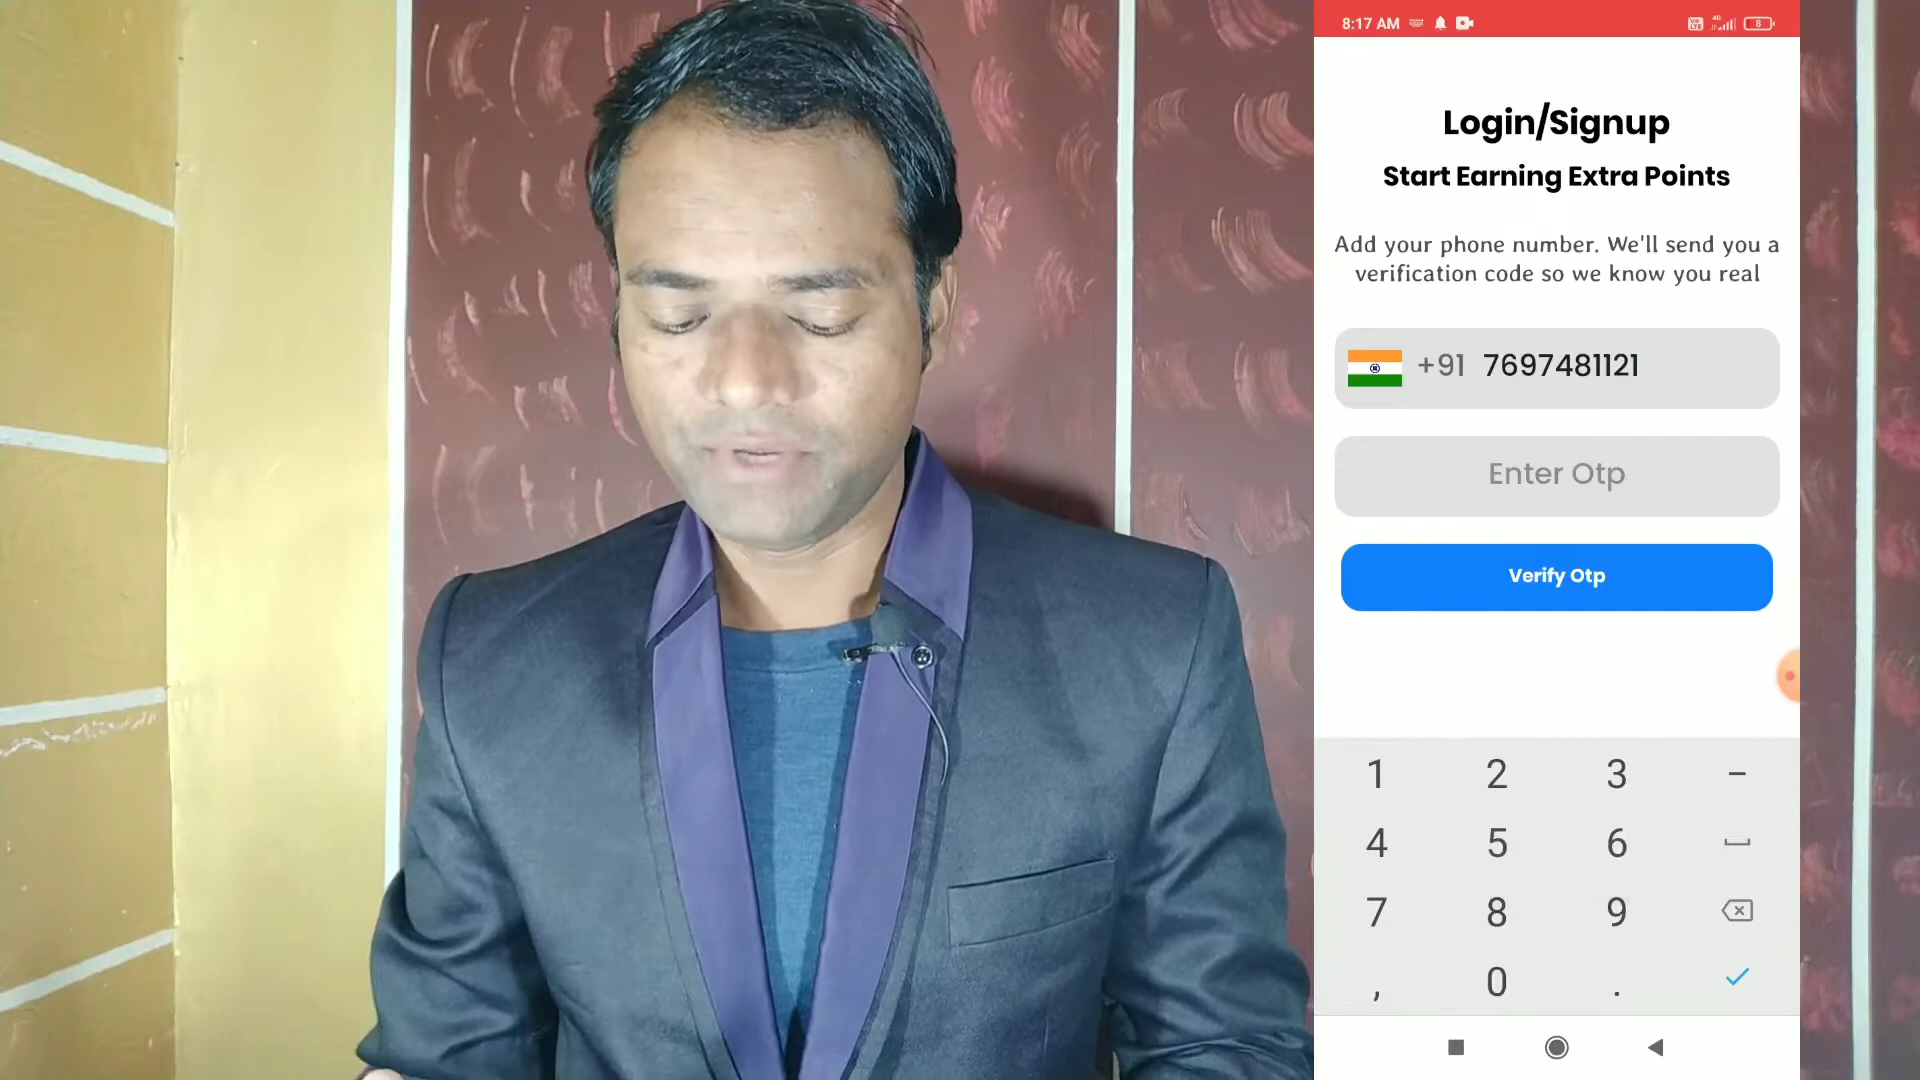 8:17 AM
8
Login/Signup
Start Earning Extra Points
Add your phone number. We'll send you a
verification code so we know you real
+91 7697481121
Enter Otp
Verify Otp
1 2 3 –
4 5 6
7 8 9
, 0 .